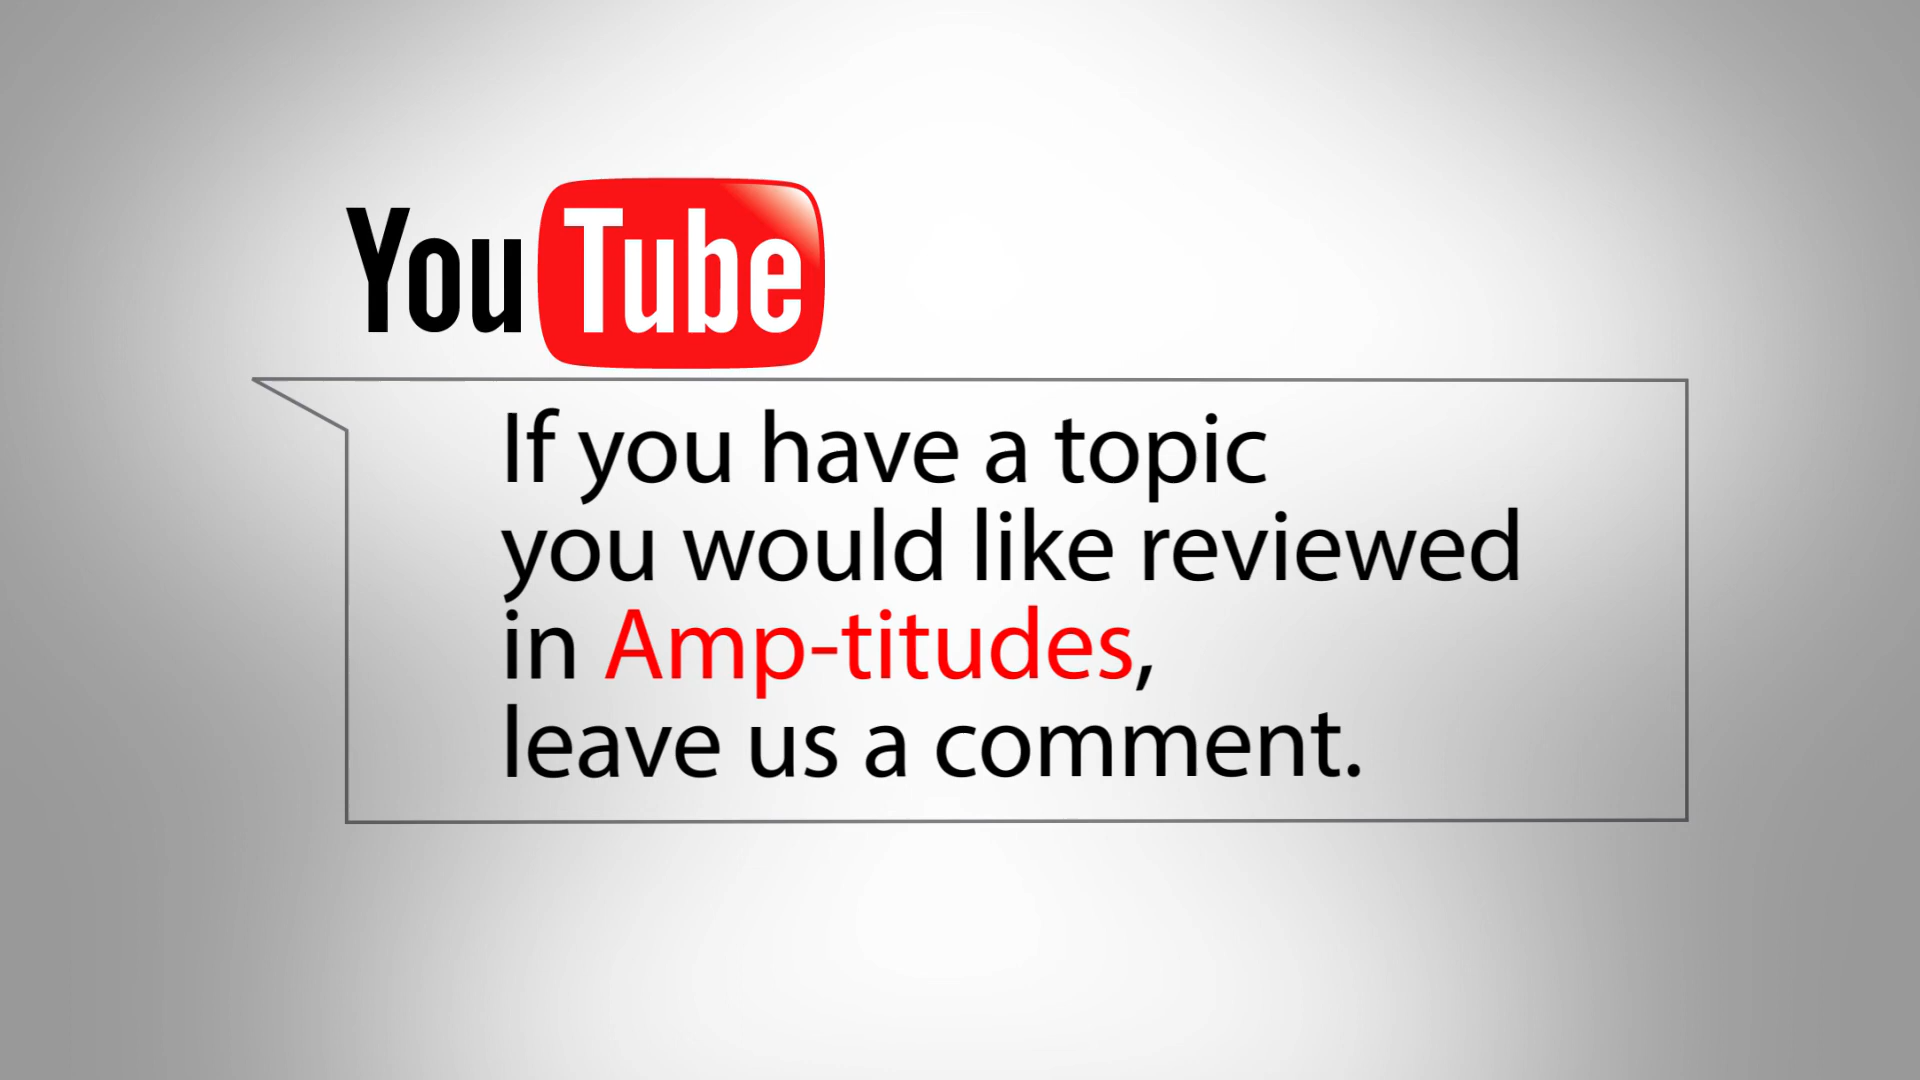 YouTube
If you have a topic
you would like reviewed
in Amp-titudes,
leave us a comment.